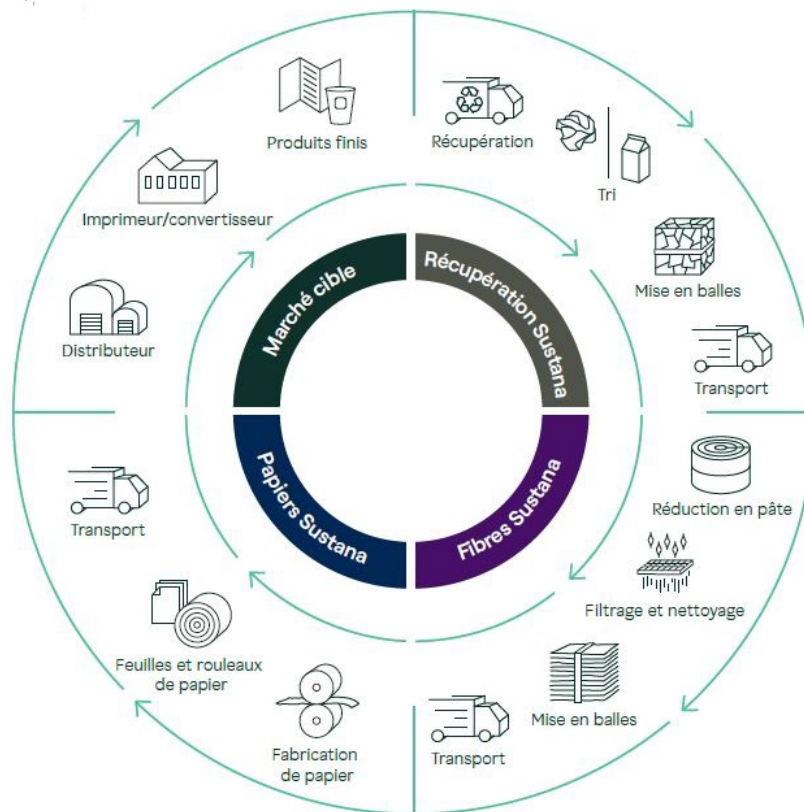 Produits finis
Récupération
Tri
Imprimeur/convertisseur
Mise en balles
Distributeur
Transport
Marché cible
Récupération Sustana
Papiers Sustana
Fibres Sustana
Transport
Réduction en pâte
Filtrage et nettoyage
Feuilles et rouleaux
de papier
Mise en balles
Transport
Fabrication
de papier